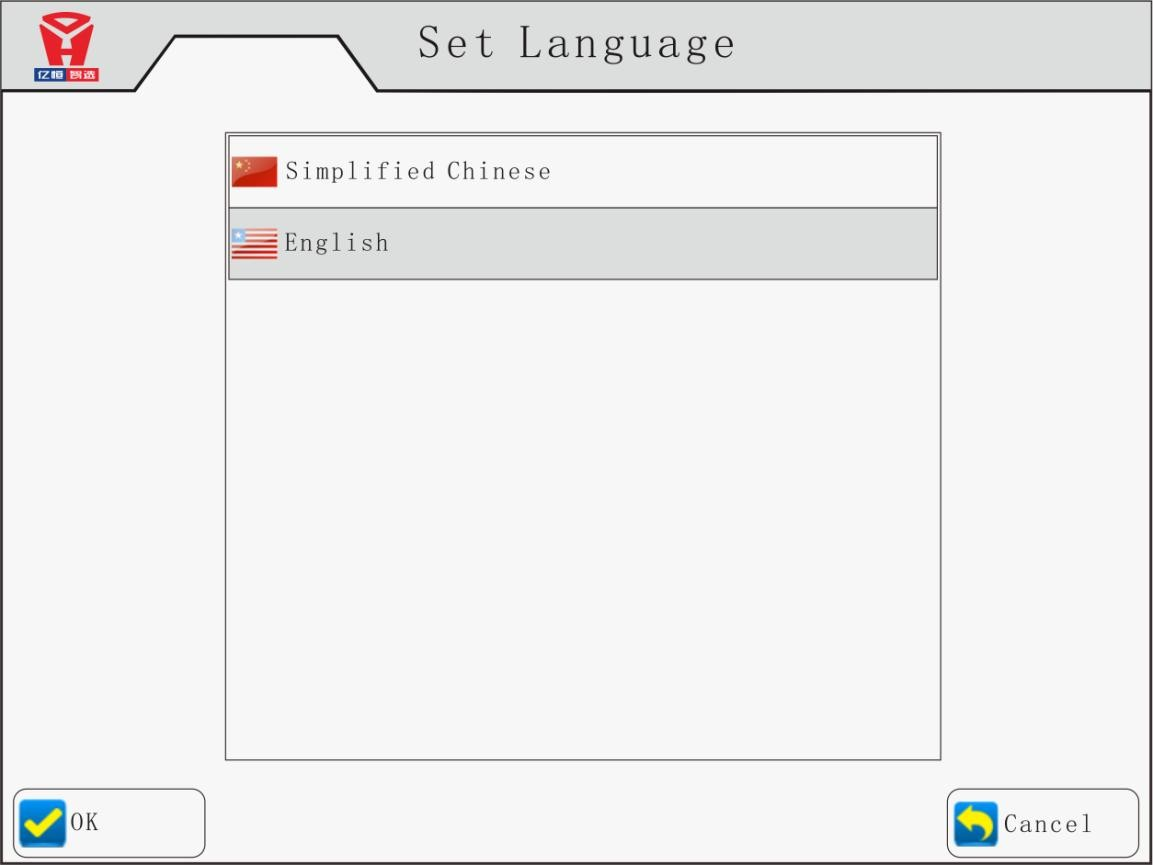 亿恒智选
Set Language
Simplified Chinese
English
OK
Cancel